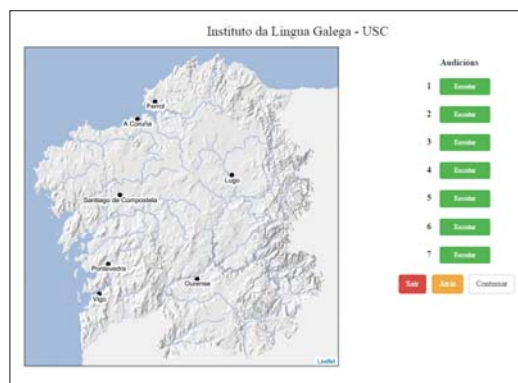 Instituto da Lingua Galega - USC
Audicións
1 Escoitar
2 Escoitar
3 Escoitar
4 Escoitar
5 Escoitar
6 Escoitar
7 Escoitar
Sair Atrás Continuar
Ferrol
A Coruña
Lugo
Santiago de Compostela
Pontevedra
Ourense
Vigo
Leaflet